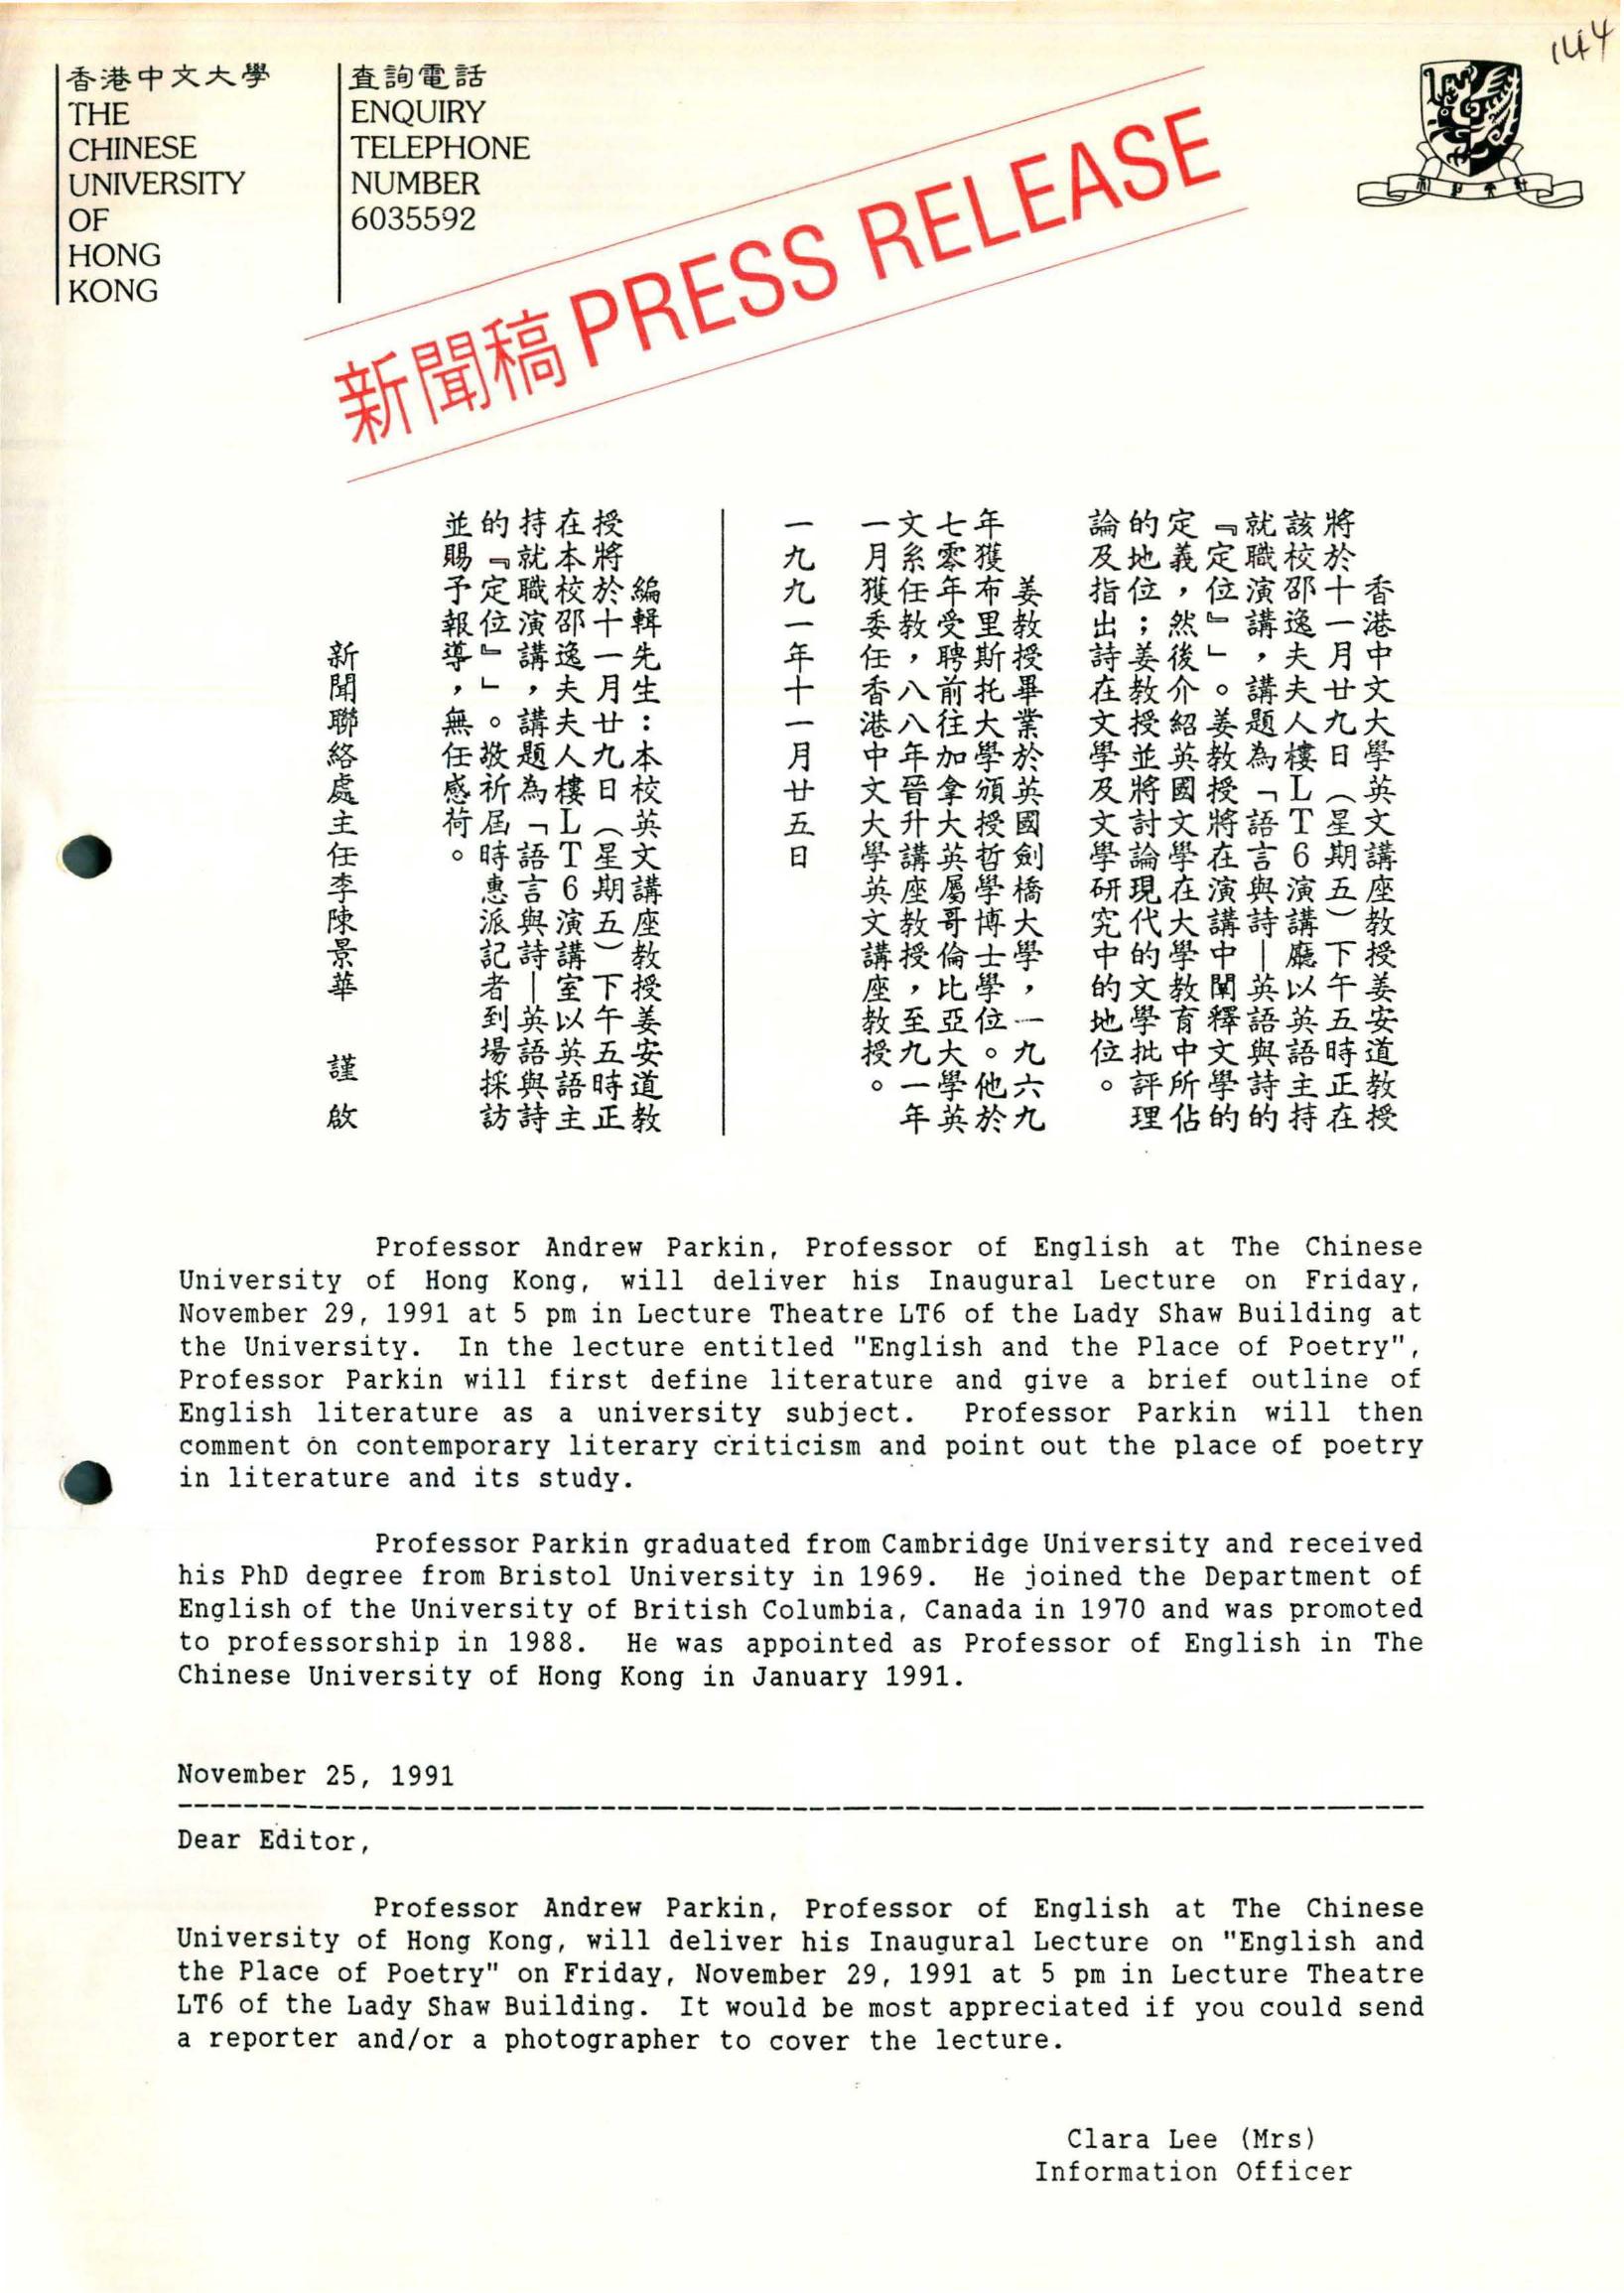 144
香港中文大學
THE
CHINESE
UNIVERSITY
OF
HONG
KONG
查詢電話
ENQUIRY
TELEPHONE
NUMBER
6035592
新聞稿 PRESS RELEASE
香港中文大學英文講座教授姜安道教授
將於十一月廿九日（星期五）下午五時正在
該校邵逸夫夫人樓LT6演講廳以英語主持
就職演講，講題為「語言與詩—英語與詩的
『定位』」。姜教授將在演講中闡釋文學的
定義，然後介紹英國文學在大學教育中所佔
的地位；姜教授並將討論現代的文學批評理
論及指出詩在文學及文學研究中的地位。
姜教授畢業於英國劍橋大學，一九六九
年獲布里斯托大學頒授哲學博士學位。他於
七零年受聘前往加拿大英屬哥倫比亞大學英
文系任教，八八年晉升講座教授，至九一年
一月獲委任香港中文大學英文講座教授。
一九九一年十一月廿五日
編輯先生：本校英文講座教授姜安道教
授將於十一月廿九日（星期五）下午五時正
在本校邵逸夫夫人樓LT6演講室以英語主
持就職演講，講題為「語言與詩—英語與詩
的『定位』」。敬祈屆時惠派記者到場採訪
並賜予報導，無任感荷。
新聞聯絡處主任李陳景華 謹啟
Professor Andrew Parkin, Professor of English at The Chinese
University of Hong Kong, will deliver his Inaugural Lecture on Friday,
November 29, 1991 at 5 pm in Lecture Theatre LT6 of the Lady Shaw Building at
the University. In the lecture entitled "English and the Place of Poetry",
Professor Parkin will first define literature and give a brief outline of
English literature as a university subject. Professor Parkin will then
comment on contemporary literary criticism and point out the place of poetry
in literature and its study.
Professor Parkin graduated from Cambridge University and received
his PhD degree from Bristol University in 1969. He joined the Department of
English of the University of British Columbia, Canada in 1970 and was promoted
to professorship in 1988. He was appointed as Professor of English in The
Chinese University of Hong Kong in January 1991.
November 25, 1991
Dear Editor,
Professor Andrew Parkin, Professor of English at The Chinese
University of Hong Kong, will deliver his Inaugural Lecture on "English and
the Place of Poetry" on Friday, November 29, 1991 at 5 pm in Lecture Theatre
LT6 of the Lady Shaw Building. It would be most appreciated if you could send
a reporter and/or a photographer to cover the lecture.
Clara Lee (Mrs)
Information Officer